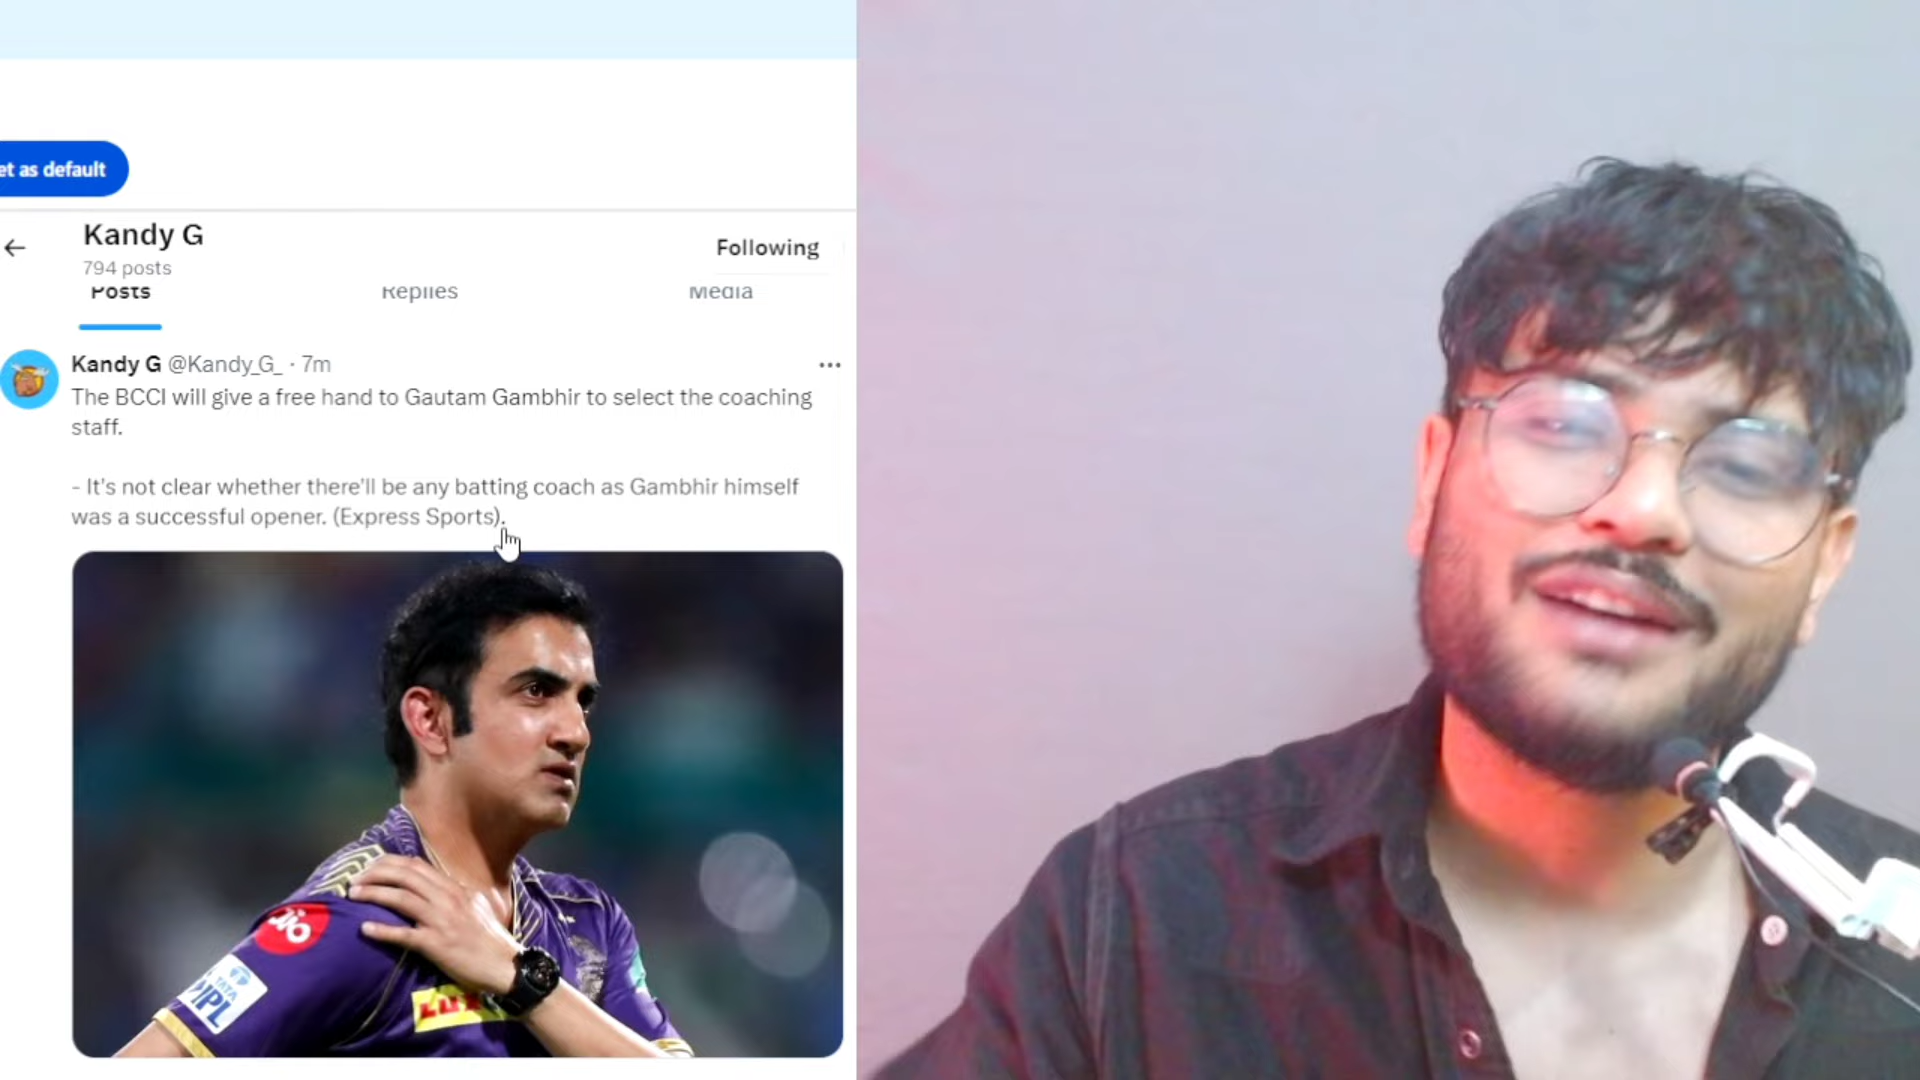 et as default
Kandy G
794 posts
Following
Posts
Replies
Media
Kandy G @Kandy_G_ · 7m
The BCCI will give a free hand to Gautam Gambhir to select the coaching
staff.
- It's not clear whether there'll be any batting coach as Gambhir himself
was a successful opener. (Express Sports).
Jio
TATA
IPL